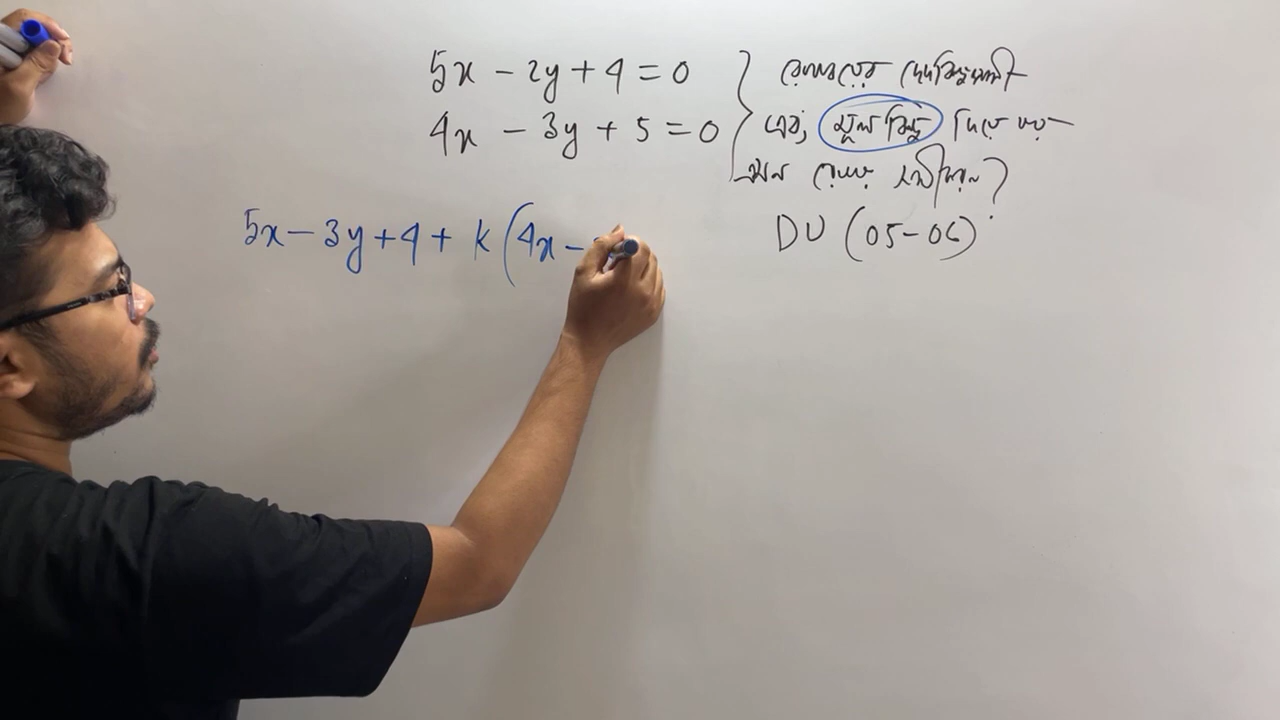 5x − 2y + 4 = 0
4x − 3y + 5 = 0
রেখাদ্বয়ের ছেদবিন্দুগামী
এবং মূল বিন্দু দিয়ে যায়
এমন রেখার সমীকরণ?
DU (05-06)
5x − 3y + 4 + k (4x −